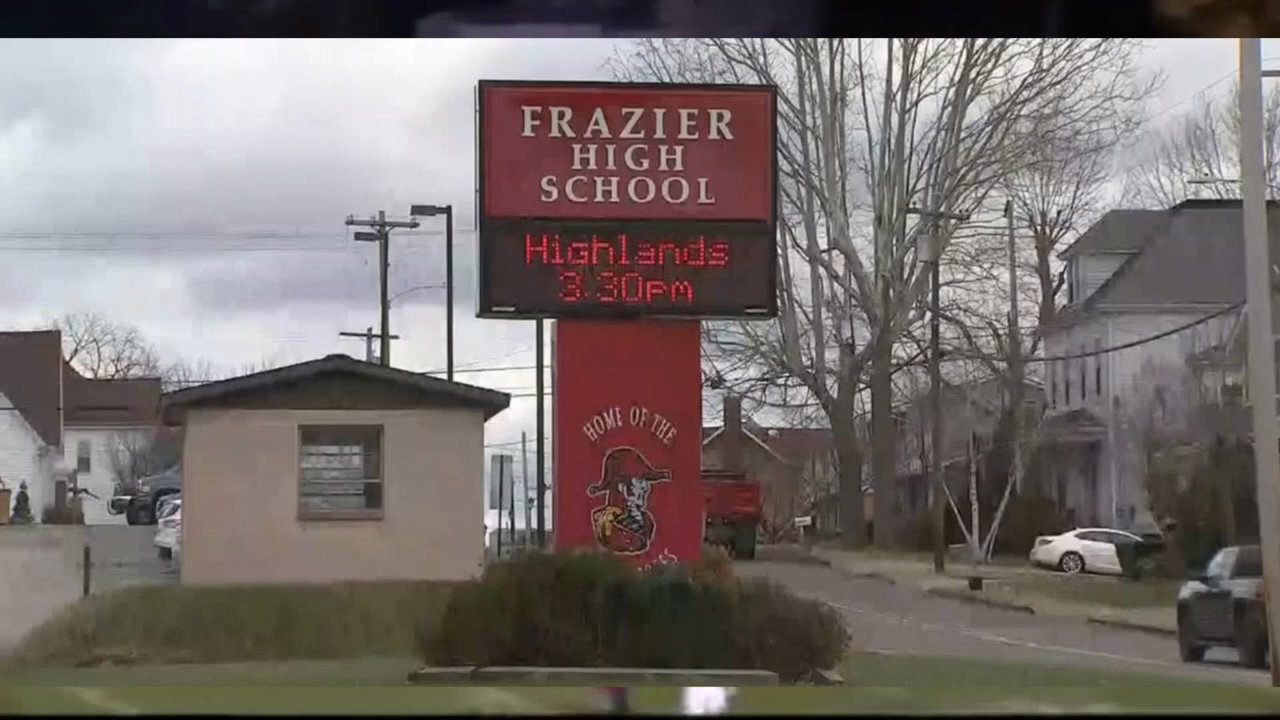 FRAZIER
HIGH
SCHOOL
Highlands
3:30pm
HOME OF THE